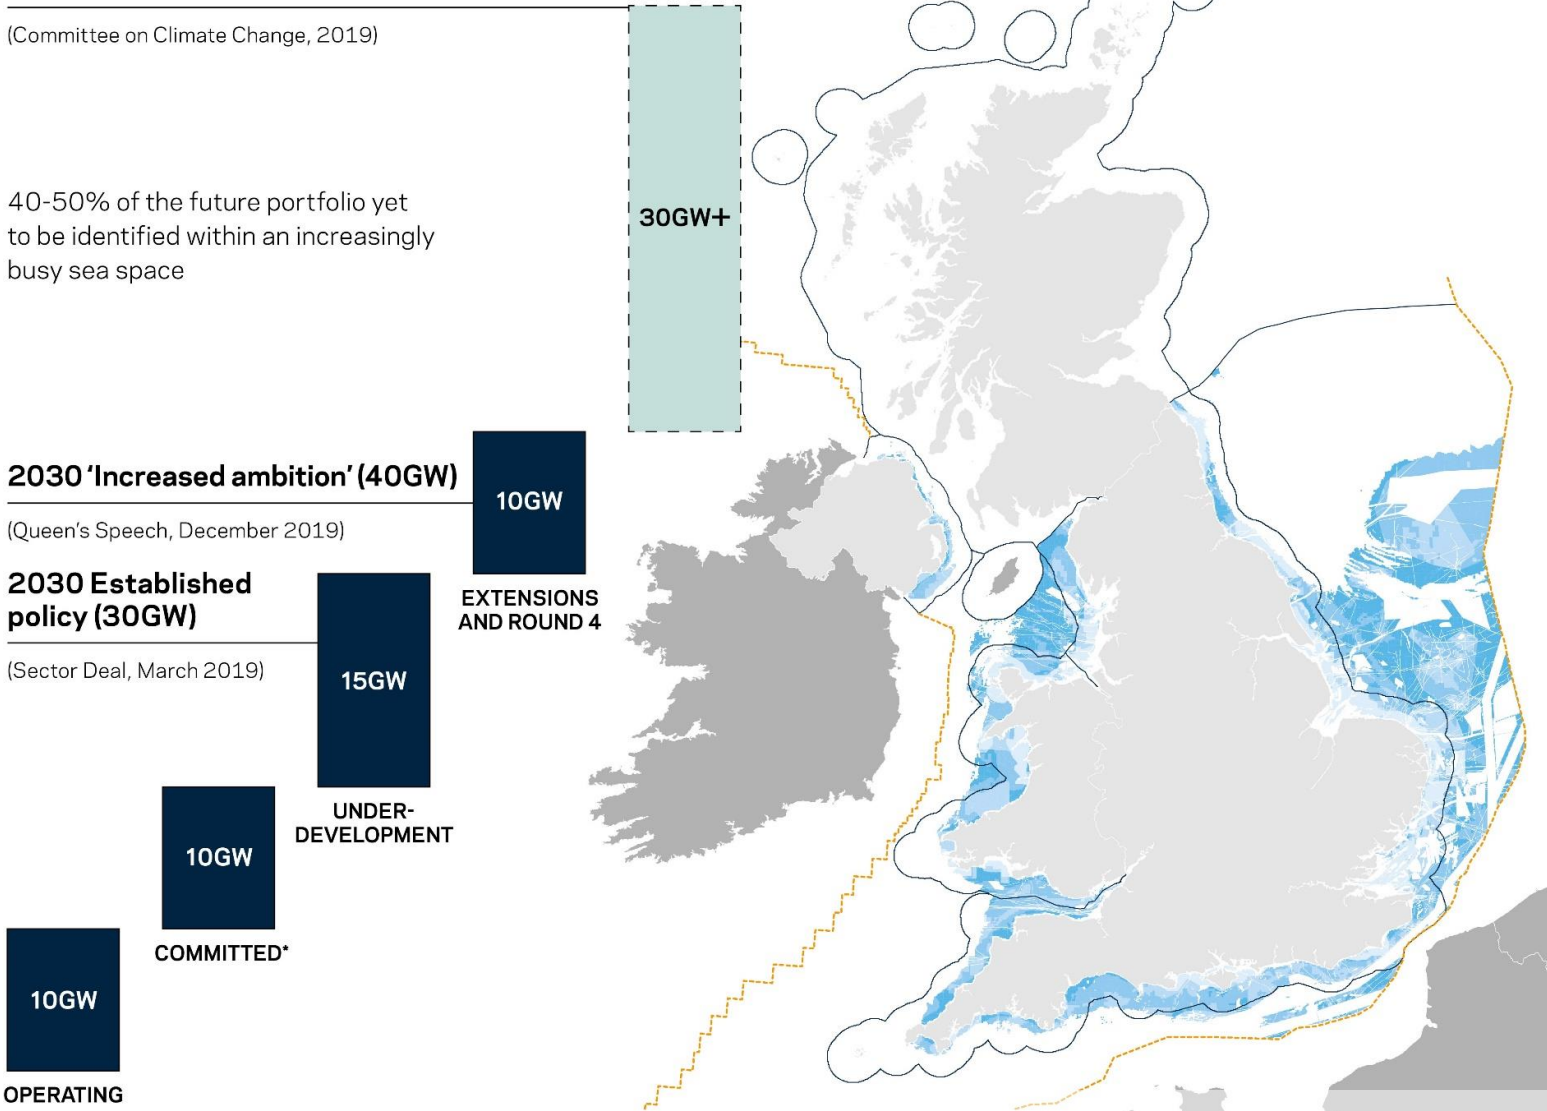 (Committee on Climate Change, 2019)
40-50% of the future portfolio yet
to be identified within an increasingly
busy sea space
30GW+
2030 ‘Increased ambition’ (40GW)
(Queen’s Speech, December 2019)
10GW
EXTENSIONS
AND ROUND 4
2030 Established
policy (30GW)
(Sector Deal, March 2019)
15GW
UNDER-
DEVELOPMENT
10GW
COMMITTED*
10GW
OPERATING